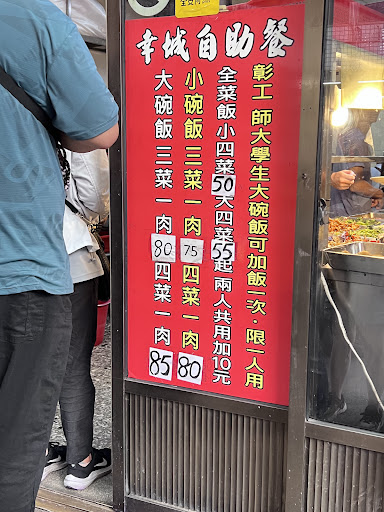 幸城自助餐
彰工 師大學生大碗飯可加飯一次·限一人用
全菜飯小四菜50大四菜55起兩人共用加10元
小碗飯三菜一肉75四菜一肉80
大碗飯三菜一肉80四菜一肉85